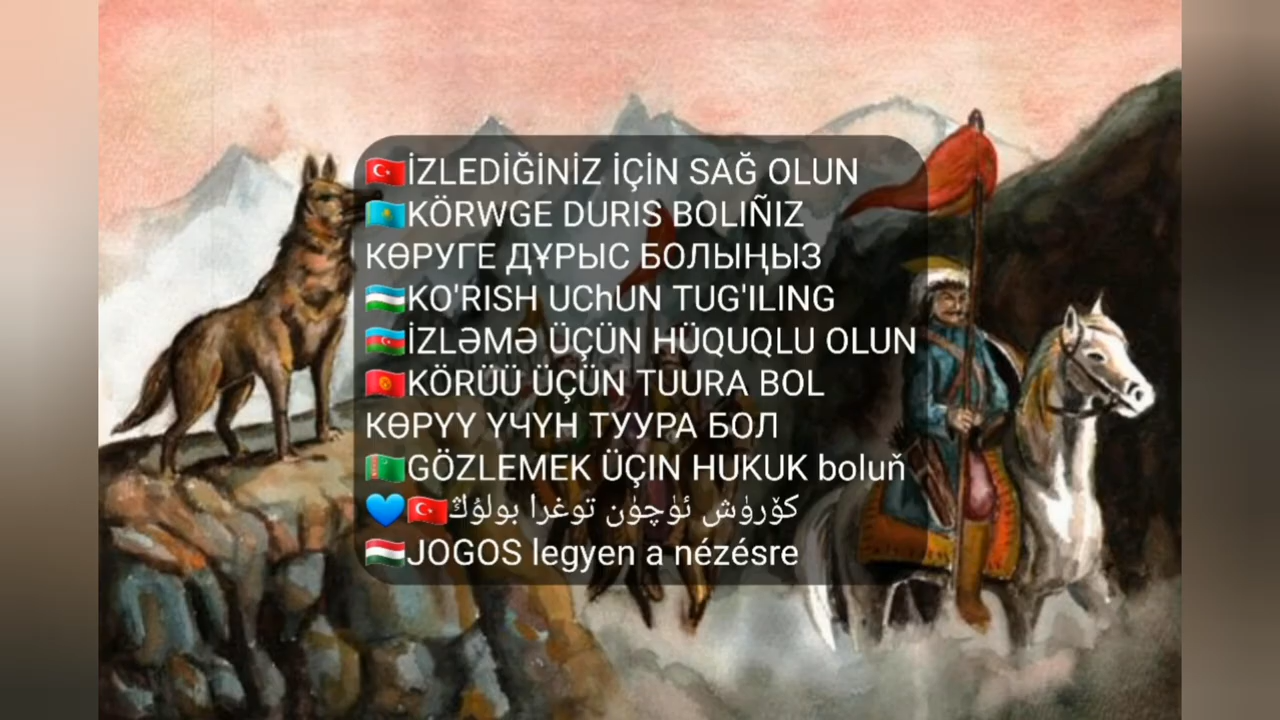 🇹🇷İZLEDİĞİNİZ İÇİN SAĞ OLUN
🇰🇿KÖRWGE DURIS BOLIÑIZ
КӨРУГЕ ДҰРЫС БОЛЫҢЫЗ
🇺🇿KO'RISH UChUN TUG'ILING
🇦🇿İZLƏMƏ ÜÇÜN HÜQUQLU OLUN
🇰🇬KÖRÜÜ ÜÇÜN TUURA BOL
КӨРҮҮ ҮЧҮН ТУУРА БОЛ
🇹🇲GÖZLEMEK ÜÇIN HUKUK boluň
💙🇹🇷كۆرۈش ئۈچۈن توغرا بولۇڭ
🇭🇺JOGOS legyen a nézésre